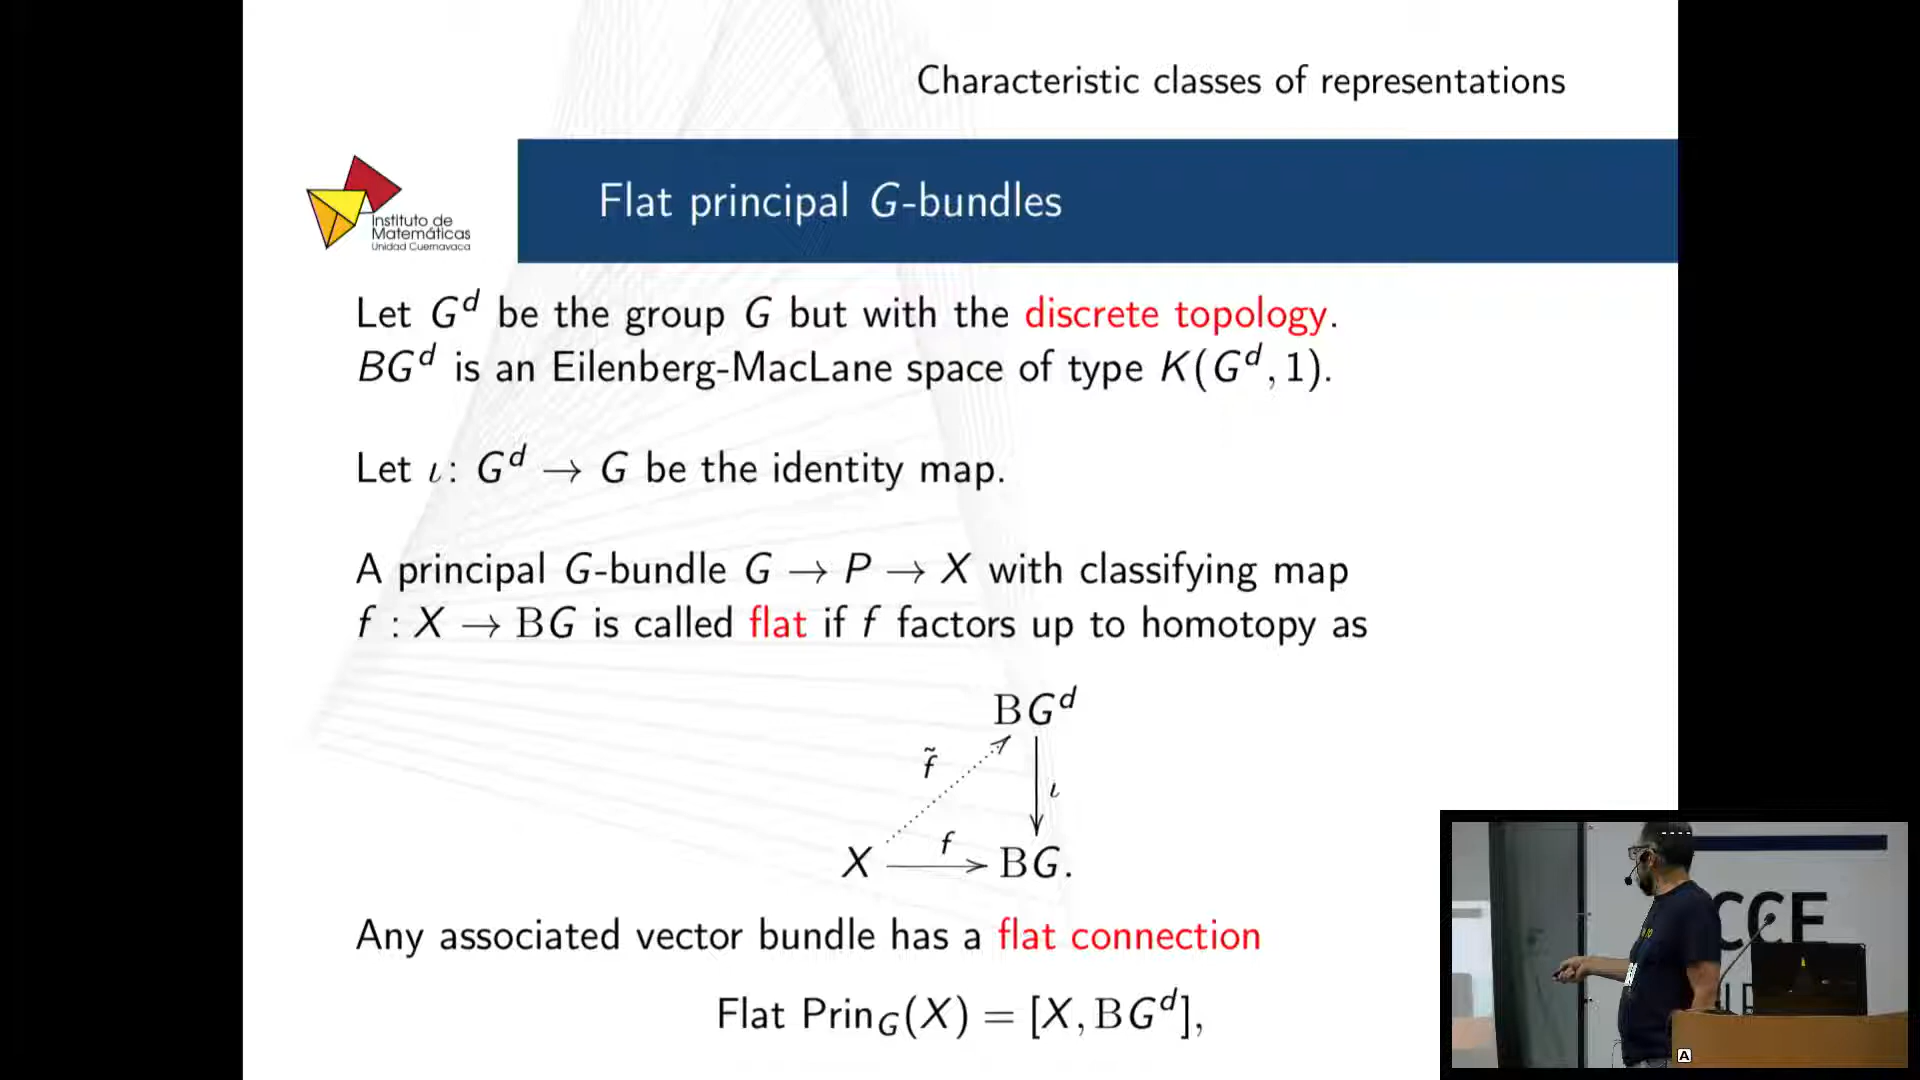 Characteristic classes of representations
Instituto de
Matemáticas
Unidad Cuernavaca
Flat principal G-bundles
Let G^d be the group G but with the discrete topology.
BG^d is an Eilenberg-MacLane space of type K(G^d, 1).
Let ι: G^d → G be the identity map.
A principal G-bundle G → P → X with classifying map
f : X → BG is called flat if f factors up to homotopy as
BG^d
f̃
ι
f
X → BG.
Any associated vector bundle has a flat connection
Flat Prin_G(X) = [X, BG^d],
CCF
A